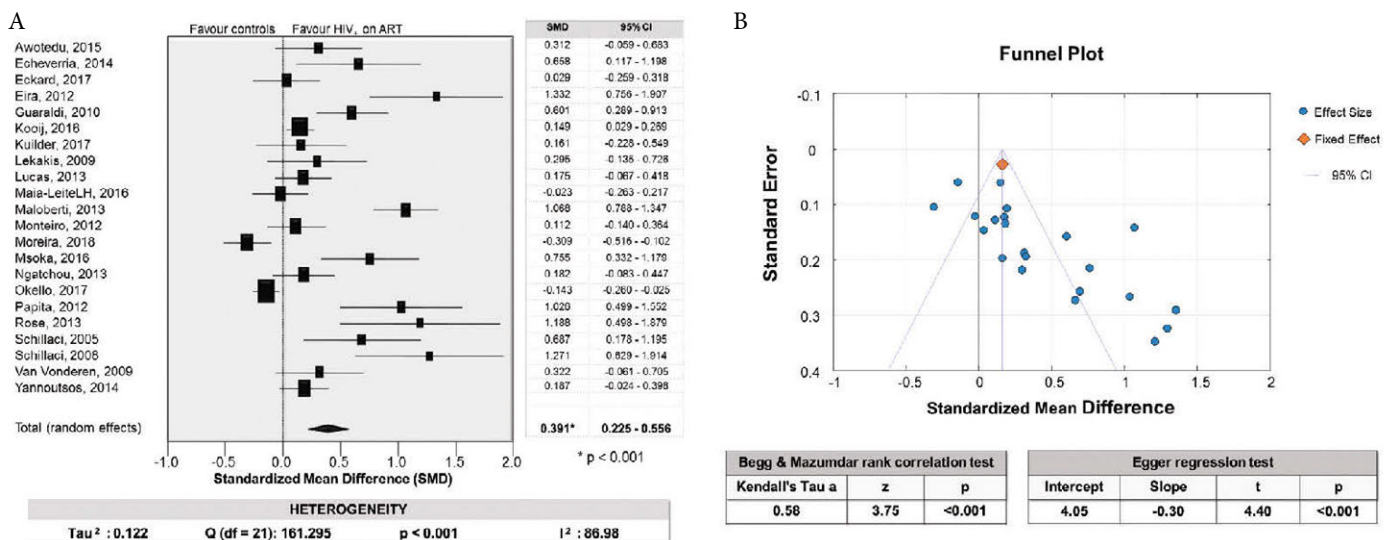 A
Favour controls Favour HIV, on ART
SMD 95% CI
Awotedu, 2015 0.312 -0.059 - 0.683
Echeverria, 2014 0.658 0.117 - 1.198
Eckard, 2017 0.029 -0.259 - 0.318
Eira, 2012 1.332 0.756 - 1.907
Guaraldi, 2010 0.601 0.289 - 0.913
Kooij, 2016 0.149 0.029 - 0.269
Kuilder, 2017 0.161 -0.228 - 0.549
Lekakis, 2009 0.295 -0.135 - 0.726
Lucas, 2013 0.175 -0.067 - 0.418
Maia-LeiteLH, 2016 -0.023 -0.263 - 0.217
Maloberti, 2013 1.068 0.788 - 1.347
Monteiro, 2012 0.112 -0.140 - 0.364
Moreira, 2018 -0.309 -0.516 - -0.102
Msoka, 2016 0.755 0.332 - 1.179
Ngatchou, 2013 0.182 -0.083 - 0.447
Okello, 2017 -0.143 -0.260 - -0.025
Papita, 2012 1.026 0.499 - 1.552
Rose, 2013 1.188 0.498 - 1.879
Schillaci, 2005 0.687 0.178 - 1.195
Schillaci, 2008 1.271 0.629 - 1.914
Van Vonderen, 2009 0.322 -0.061 - 0.705
Yannoutsos, 2014 0.187 -0.024 - 0.398
Total (random effects) 0.391* 0.225 - 0.556
* p < 0.001
-1.0 -0.5 0.0 0.5 1.0 1.5 2.0
Standardized Mean Difference (SMD)
HETEROGENEITY
Tau² : 0.122 Q (df = 21): 161.295 p < 0.001 I² : 86.98
B
Funnel Plot
-0.1
0
0.1
0.2
0.3
0.4
Standard Error
-1 -0.5 0 0.5 1 1.5 2
Standardized Mean Difference
Effect Size
Fixed Effect
95% CI
Begg & Mazumdar rank correlation test
Kendall's Tau a z p
0.58 3.75 <0.001
Egger regression test
Intercept Slope t p
4.05 -0.30 4.40 <0.001